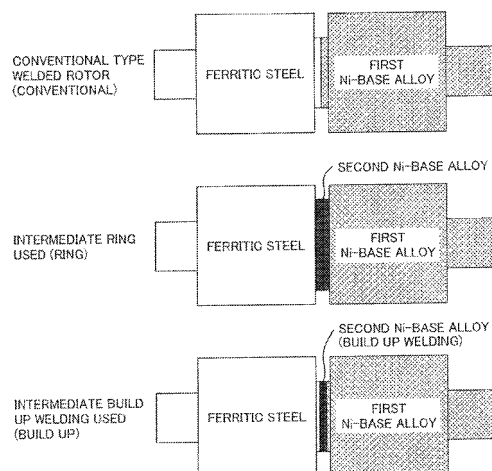 CONVENTIONAL TYPE
WELDED ROTOR
(CONVENTIONAL)
FERRITIC STEEL
FIRST
Ni-BASE ALLOY
SECOND Ni-BASE ALLOY
INTERMEDIATE RING
USED (RING)
FERRITIC STEEL
FIRST
Ni-BASE ALLOY
SECOND Ni-BASE ALLOY
(BUILD UP WELDING)
INTERMEDIATE BUILD
UP WELDING USED
(BUILD UP)
FERRITIC STEEL
FIRST
Ni-BASE ALLOY